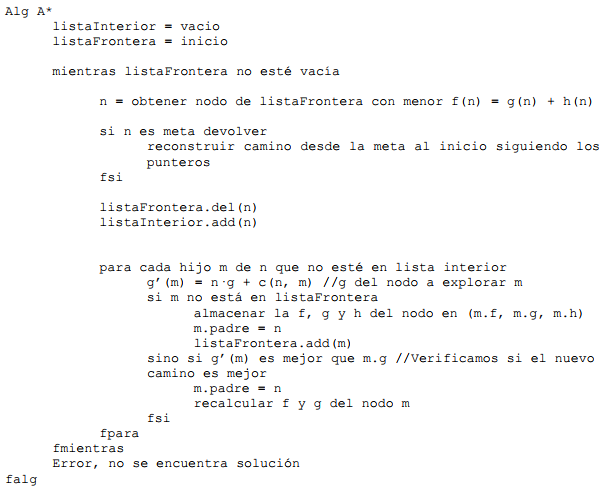 Alg A*
listaInterior = vacio
listaFrontera = inicio
mientras listaFrontera no esté vacía
n = obtener nodo de listaFrontera con menor f(n) = g(n) + h(n)
si n es meta devolver
reconstruir camino desde la meta al inicio siguiendo los
punteros
fsi
listaFrontera.del(n)
listaInterior.add(n)
para cada hijo m de n que no esté en lista interior
g’(m) = n·g + c(n, m) //g del nodo a explorar m
si m no está en listaFrontera
almacenar la f, g y h del nodo en (m.f, m.g, m.h)
m.padre = n
listaFrontera.add(m)
sino si g’(m) es mejor que m.g //Verificamos si el nuevo
camino es mejor
m.padre = n
recalcular f y g del nodo m
fsi
fpara
fmientras
Error, no se encuentra solución
falg